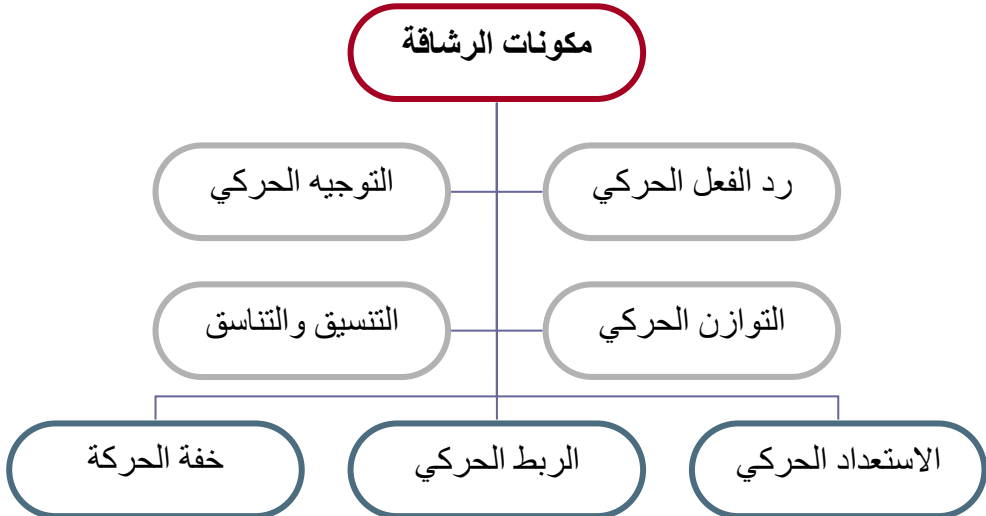 مكونات الرشاقة
رد الفعل الحركي
التوجيه الحركي
التوازن الحركي
التنسيق والتناسق
الاستعداد الحركي
الربط الحركي
خفة الحركة